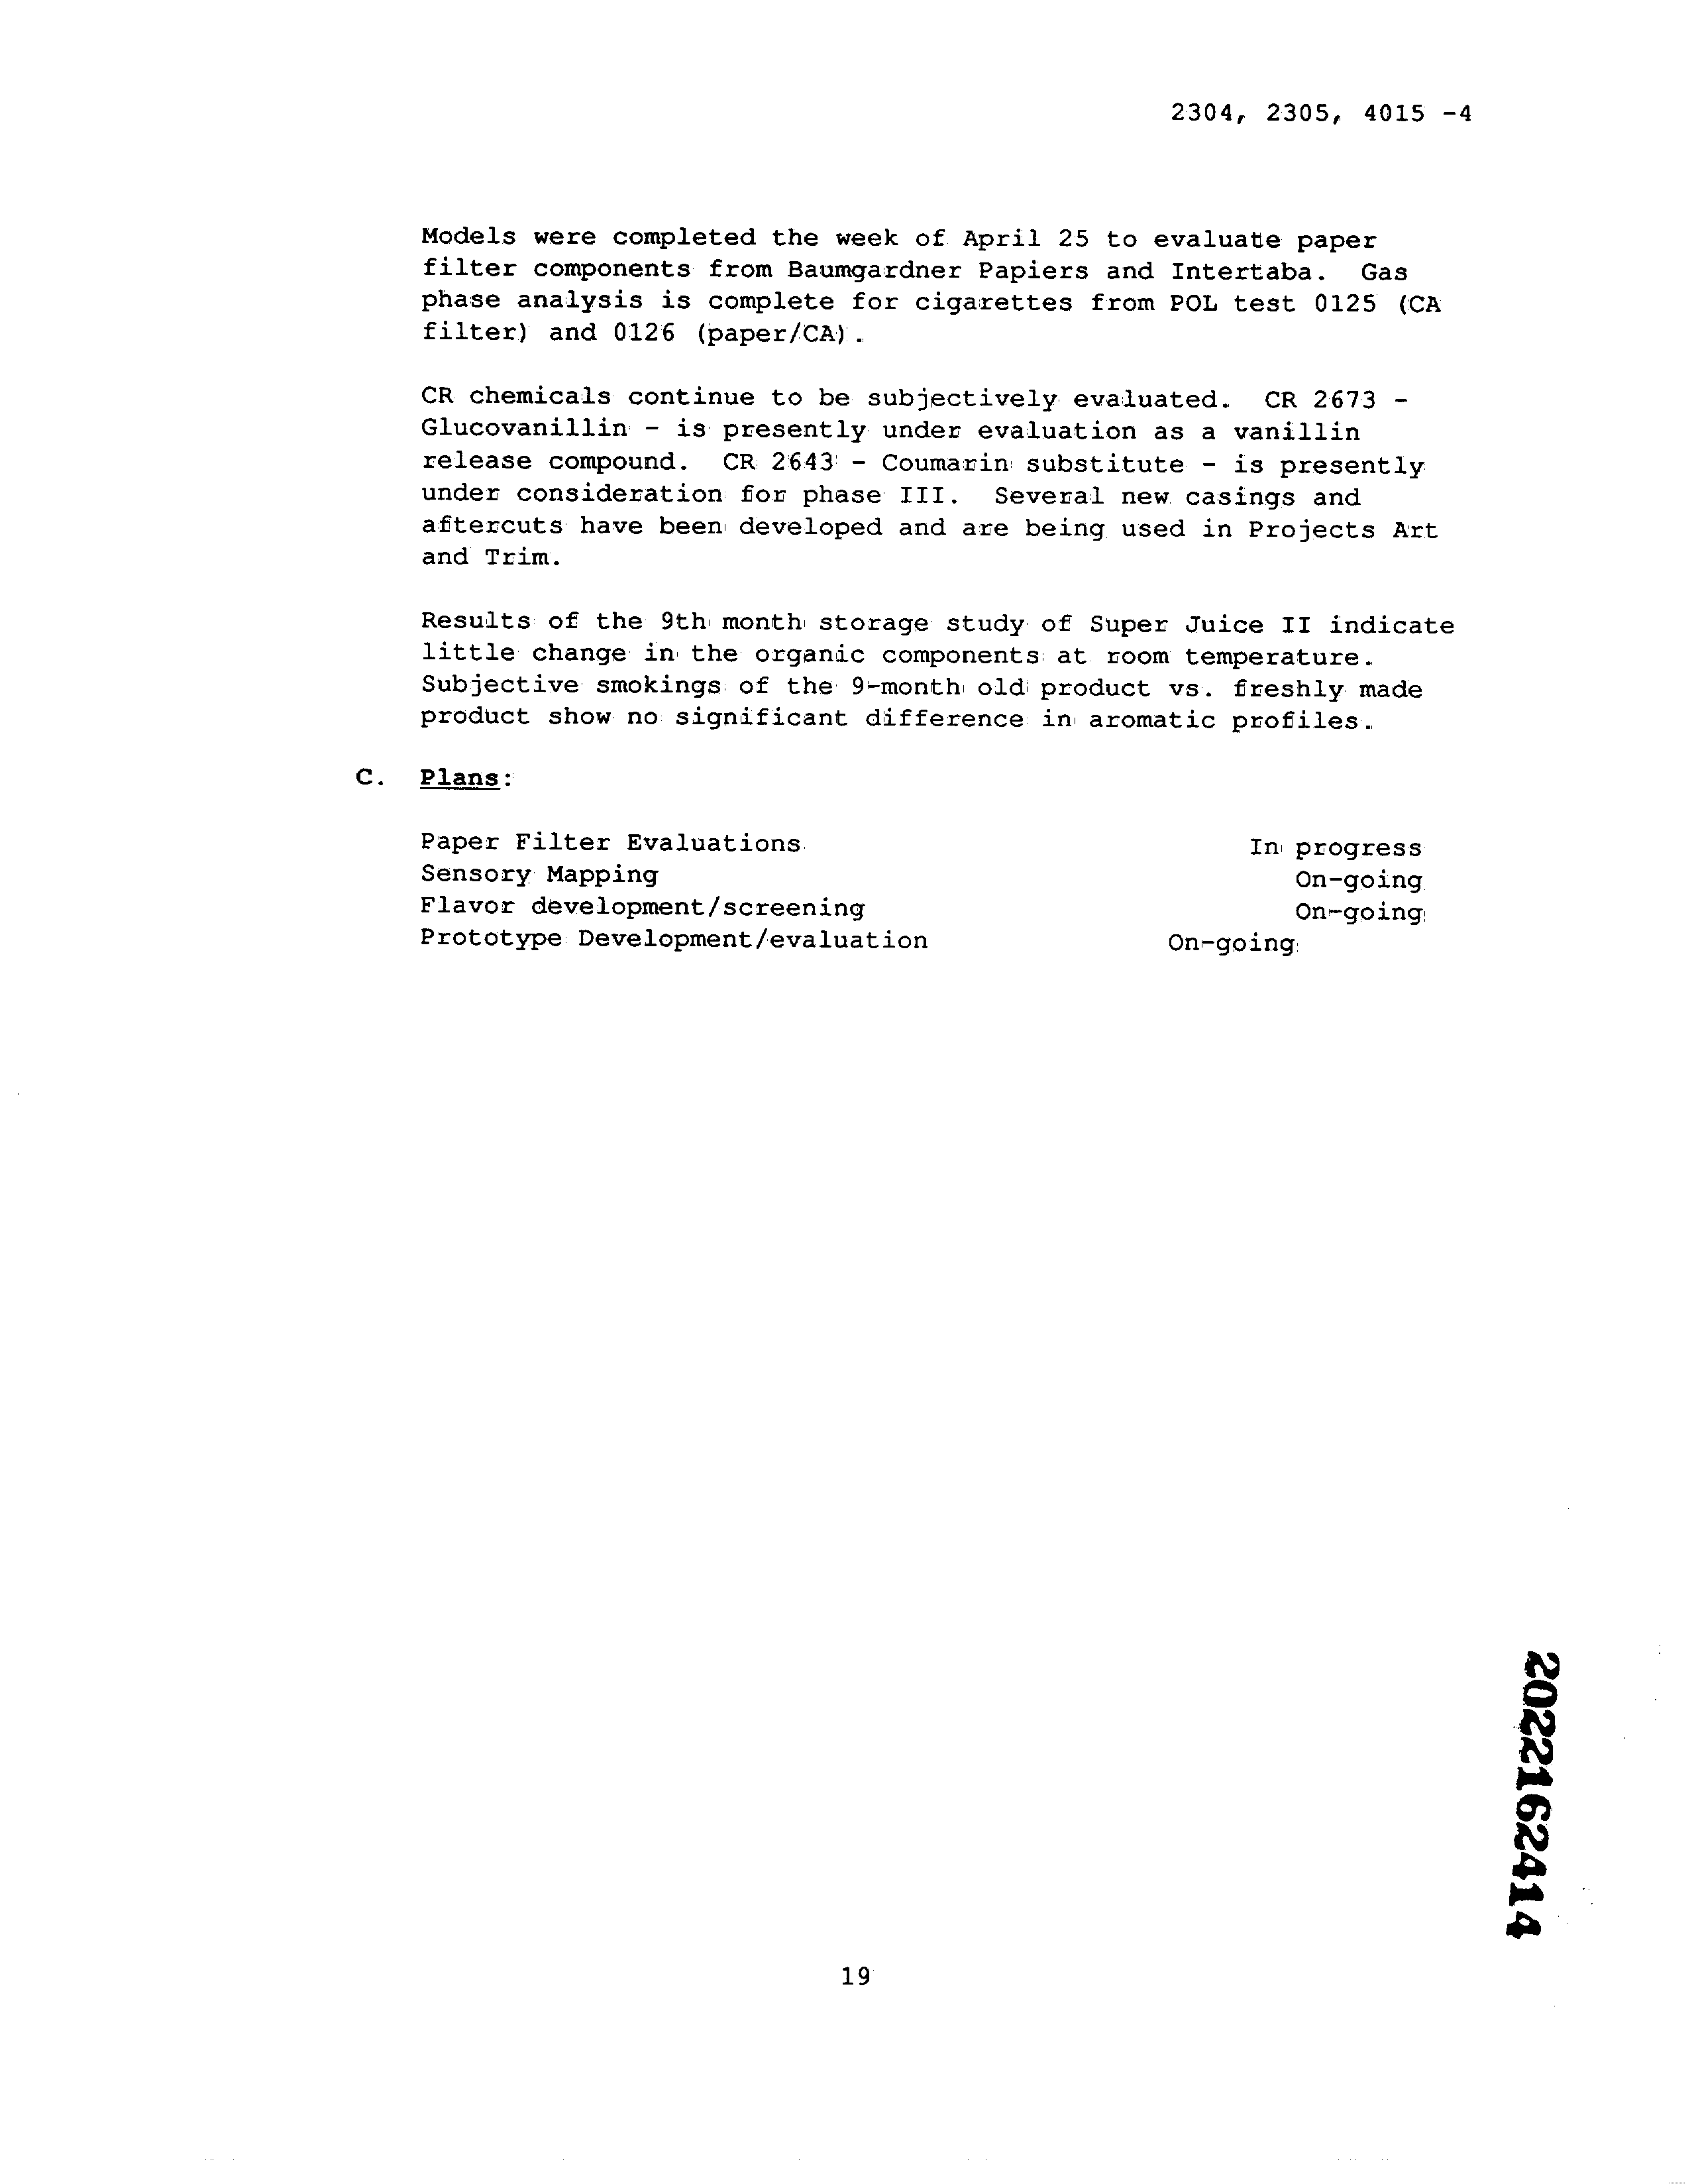 2304, 2305, 4015 -4
Models were completed the week of April 25 to evaluate paper
filter components from Baumgardner Papiers and Intertaba. Gas
phase analysis is complete for cigarettes from POL test 0125 (CA
filter) and 0126 (paper/CA).
CR chemicals continue to be subjectively evaluated. CR 2673 -
Glucovanillin - is presently under evaluation as a vanillin
release compound. CR 2643 - Coumarin substitute - is presently
under consideration for phase III. Several new casings and
aftercuts have been developed and are being used in Projects Art
and Trim.
Results of the 9th month storage study of Super Juice II indicate
little change in the organic components at room temperature.
Subjective smokings of the 9-month old product vs. freshly made
product show no significant difference in aromatic profiles.
C. Plans:
Paper Filter Evaluations In progress
Sensory Mapping On-going
Flavor development/screening On-going
Prototype Development/evaluation On-going
2022162414
19